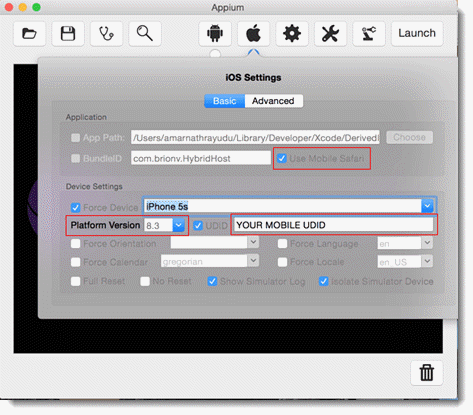 Appium
Launch
iOS Settings
Basic Advanced
Application
App Path: /Users/amarnathrayudu/Library/Developer/Xcode/DerivedD Choose
BundleID com.brionv.HybridHost Use Mobile Safari
Device Settings
Force Device iPhone 5s
Platform Version 8.3 UDID YOUR MOBILE UDID
Force Orientation Force Language en
Force Calendar gregorian Force Locale en_US
Full Reset No Reset Show Simulator Log Isolate Simulator Device